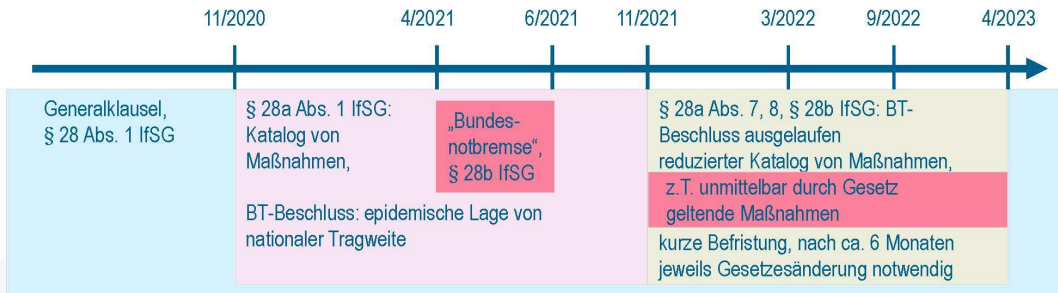 11/2020 4/2021 6/2021 11/2021 3/2022 9/2022 4/2023
Generalklausel,
§ 28 Abs. 1 IfSG
§ 28a Abs. 1 IfSG:
Katalog von
Maßnahmen,
„Bundes-
notbremse“,
§ 28b IfSG
BT-Beschluss: epidemische Lage von
nationaler Tragweite
§ 28a Abs. 7, 8, § 28b IfSG: BT-
Beschluss ausgelaufen
reduzierter Katalog von Maßnahmen,
z.T. unmittelbar durch Gesetz
geltende Maßnahmen
kurze Befristung, nach ca. 6 Monaten
jeweils Gesetzesänderung notwendig